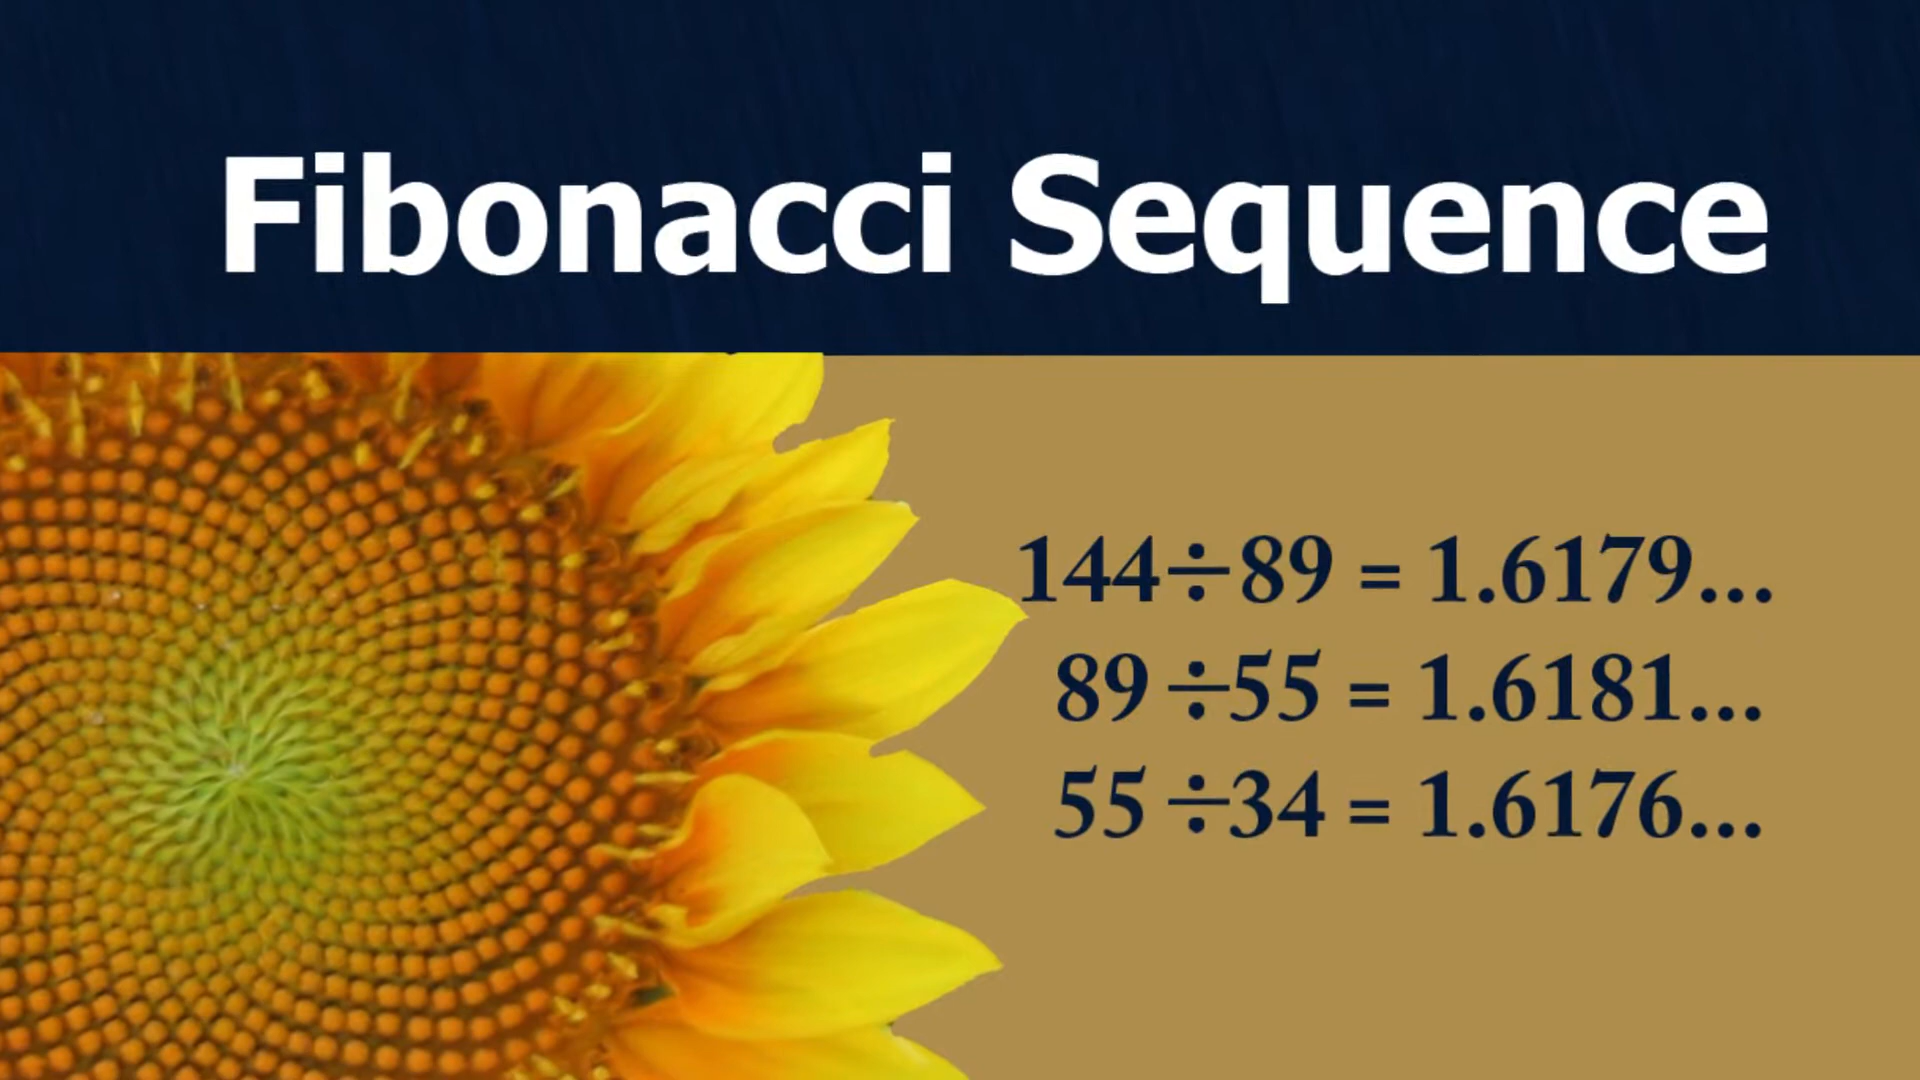 Fibonacci Sequence
144÷89 = 1.6179...
89 ÷55 = 1.6181...
55 ÷34 = 1.6176...